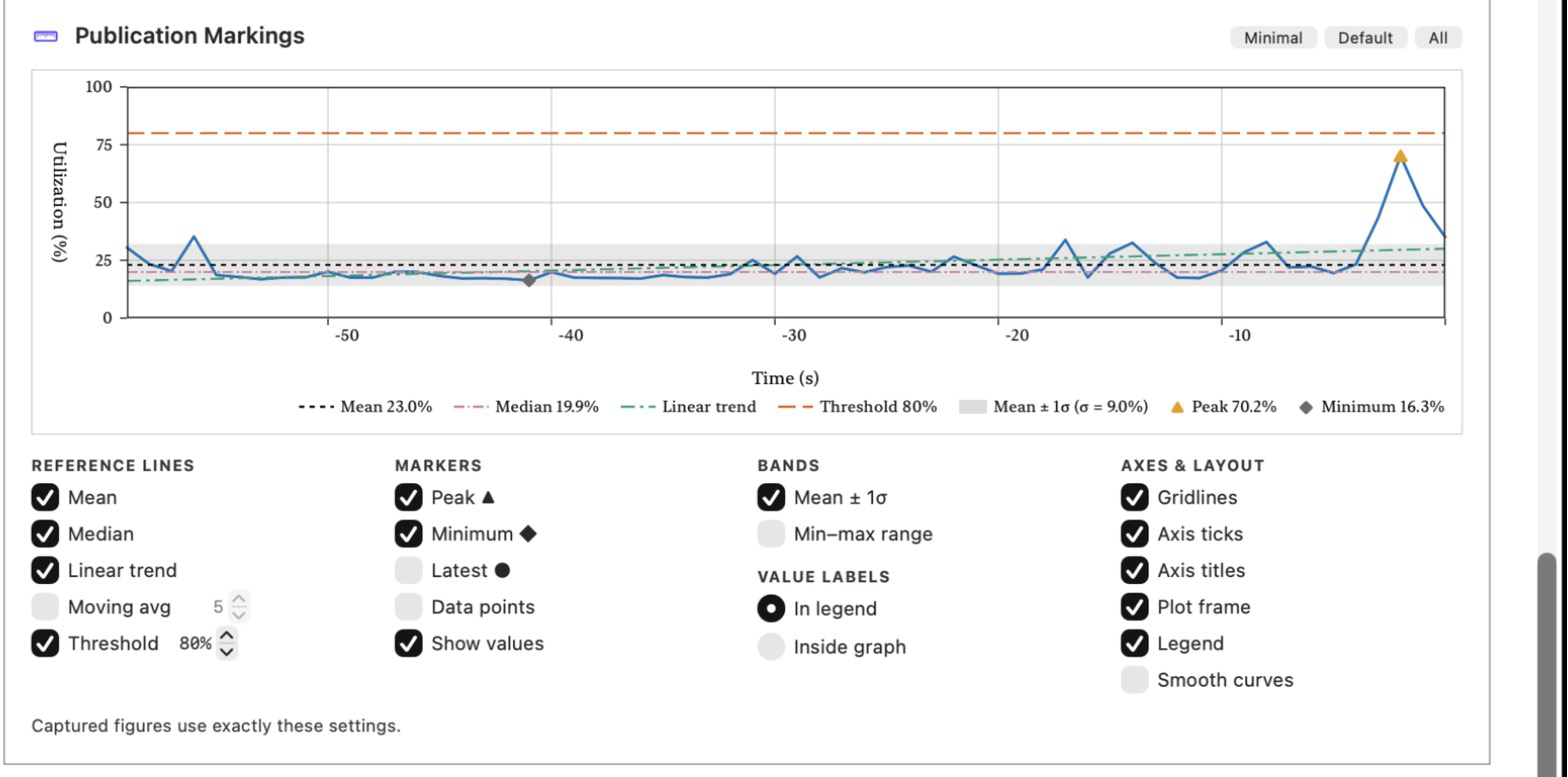 Publication Markings
Minimal Default All
100
75
50
25
0
Utilization (%)
-50 -40 -30 -20 -10
Time (s)
Mean 23.0% Median 19.9% Linear trend Threshold 80% Mean ± 1σ (σ = 9.0%) Peak 70.2% Minimum 16.3%
REFERENCE LINES
Mean
Median
Linear trend
Moving avg 5
Threshold 80%
MARKERS
Peak
Minimum
Latest
Data points
Show values
BANDS
Mean ± 1σ
Min–max range
VALUE LABELS
In legend
Inside graph
AXES & LAYOUT
Gridlines
Axis ticks
Axis titles
Plot frame
Legend
Smooth curves
Captured figures use exactly these settings.